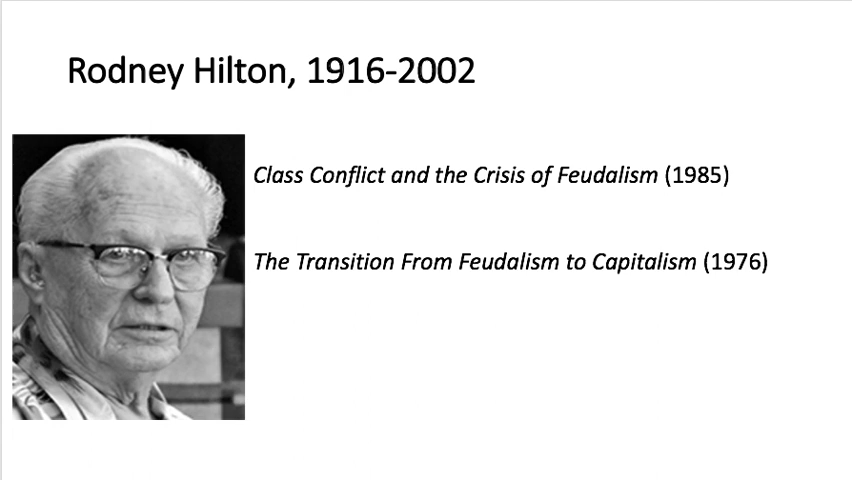 Rodney Hilton, 1916-2002
Class Conflict and the Crisis of Feudalism (1985)
The Transition From Feudalism to Capitalism (1976)